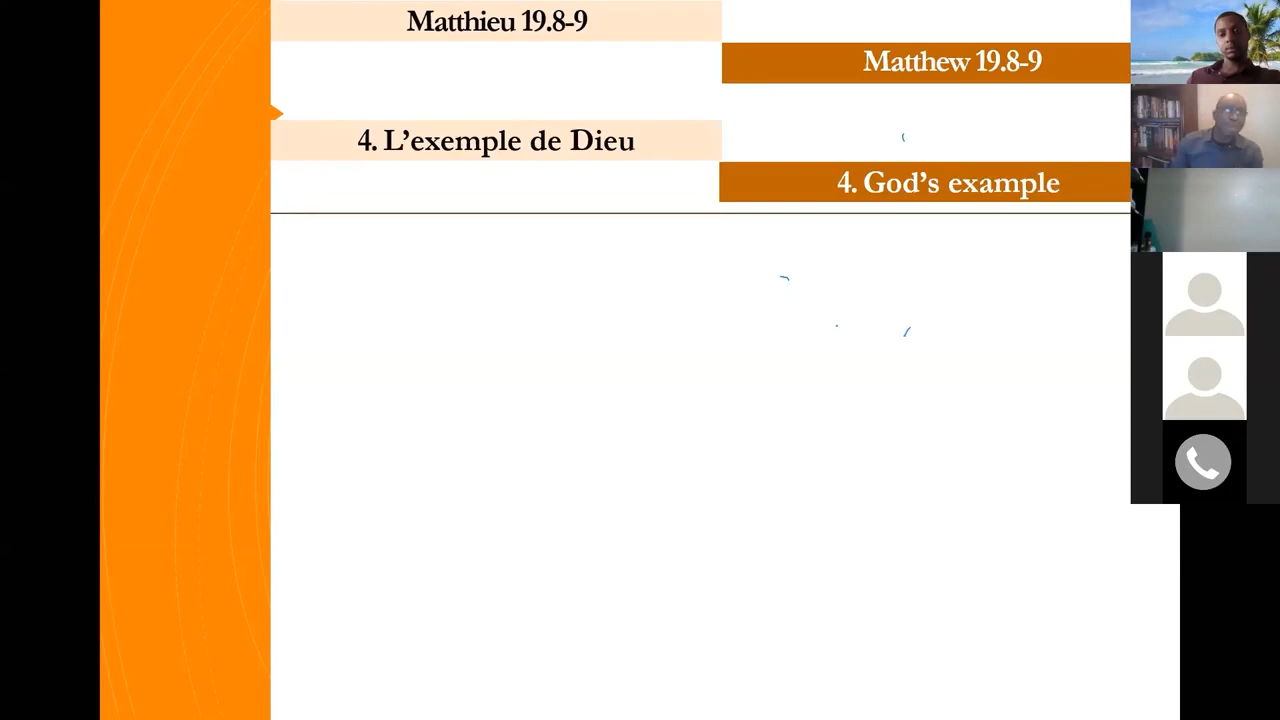 Matthieu 19.8-9
Matthew 19.8-9
4. L’exemple de Dieu
4. God’s example